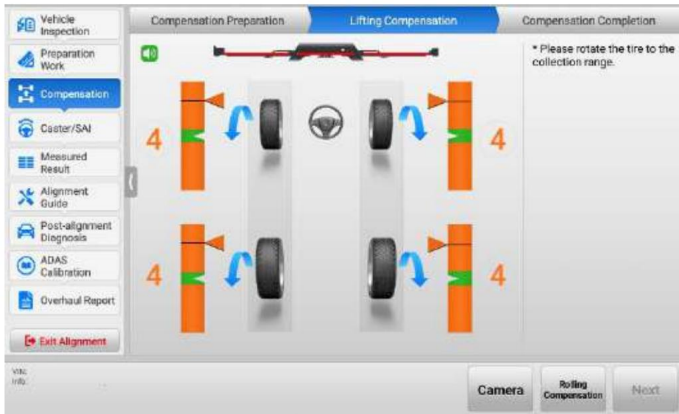 Vehicle
Inspection
Compensation Preparation
Lifting Compensation
Compensation Completion
Preparation
Work
* Please rotate the tire to the
collection range.
Compensation
Caster/SAI
4
4
Measured
Result
Alignment
Guide
Post-alignment
Diagnosis
ADAS
Calibration
4
4
Overhaul Report
Exit Alignment
Info:
Camera
Rolling
Compensation
Next